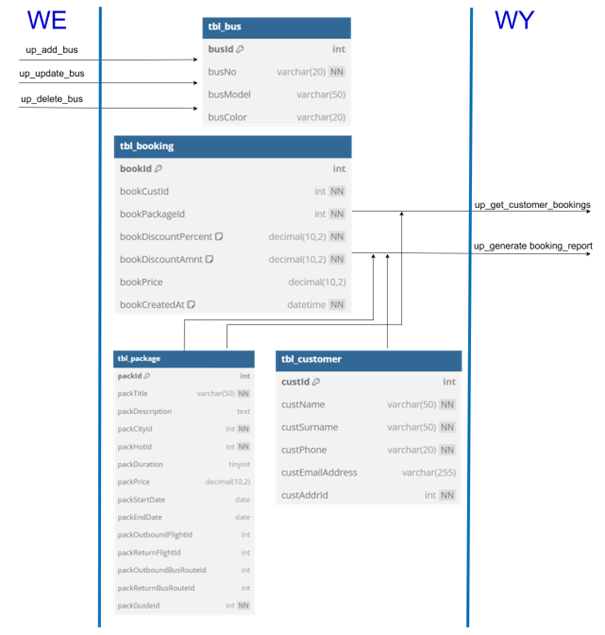 WE
WY
tbl_bus
up_add_bus
busId int
up_update_bus
busNo varchar(20) NN
busModel varchar(50)
up_delete_bus
busColor varchar(20)
tbl_booking
bookId int
bookCustId int NN
bookPackageId int NN
up_get_customer_bookings
bookDiscountPercent decimal(10,2) NN
up_generate booking_report
bookDiscountAmnt decimal(10,2) NN
bookPrice decimal(10,2)
bookCreatedAt datetime NN
tbl_package
packId int
packTitle varchar(50) NN
packDescription text
packCityId int NN
packHotId int NN
packDuration tinyint
packPrice decimal(10,2)
packStartDate date
packEndDate date
packOutboundFlightId int
packReturnFlightId int
packOutboundBusRouteId int
packReturnBusRouteId int
packGuideId int NN
tbl_customer
custId int
custName varchar(50) NN
custSurname varchar(50) NN
custPhone varchar(20) NN
custEmailAddress varchar(255)
custAddrId int NN